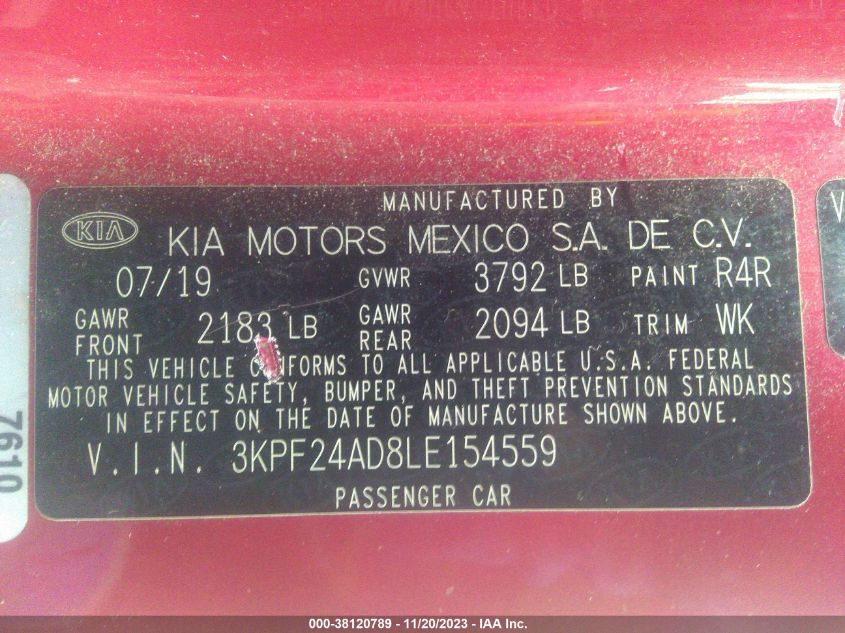 MANUFACTURED BY
KIA KIA MOTORS MEXICO S.A. DE C.V.
07/19 GVWR 3792 LB PAINT R4R
GAWR FRONT 2183 LB GAWR REAR 2094 LB TRIM WK
THIS VEHICLE CONFORMS TO ALL APPLICABLE U.S.A. FEDERAL
MOTOR VEHICLE SAFETY, BUMPER, AND THEFT PREVENTION STANDARDS
IN EFFECT ON THE DATE OF MANUFACTURE SHOWN ABOVE.
V.I.N. 3KPF24AD8LE154559
PASSENGER CAR
7610
V
000-38120789 - 11/20/2023 - IAA Inc.